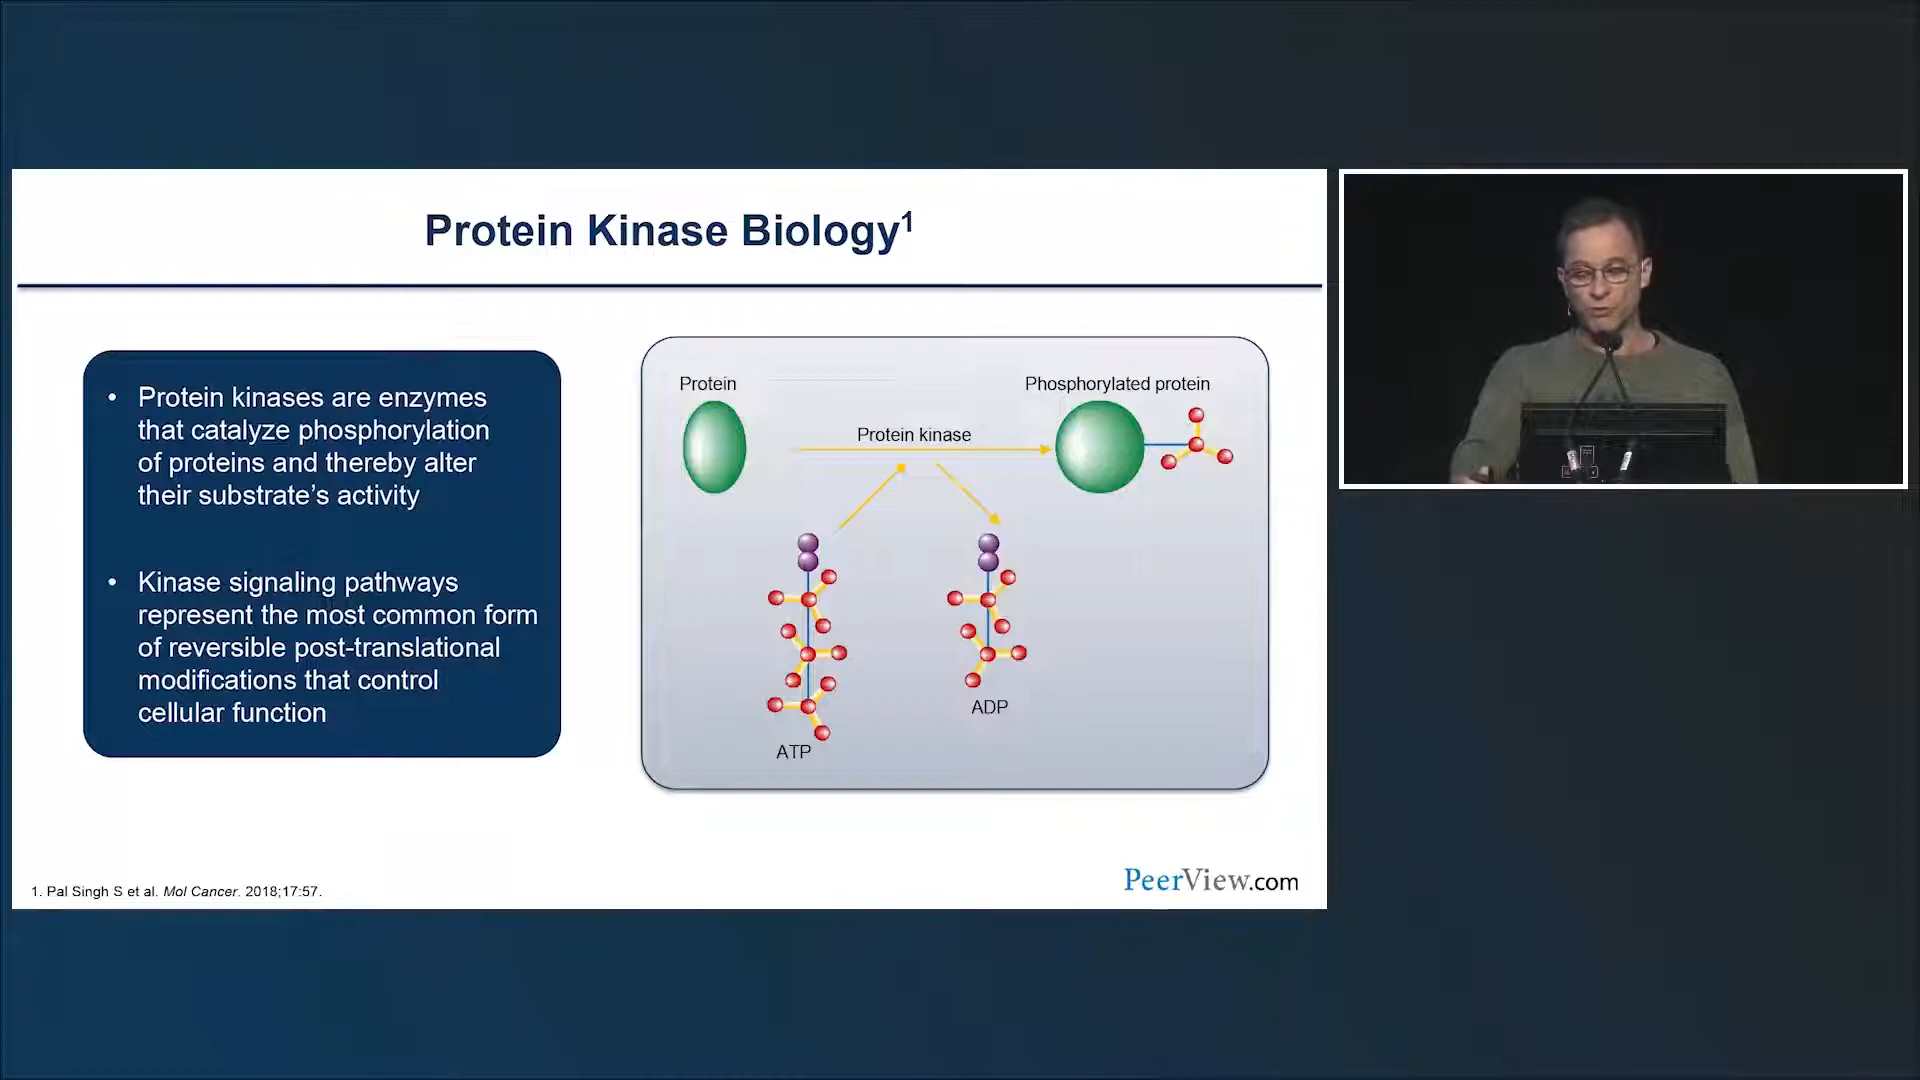 Protein Kinase Biology¹
• Protein kinases are enzymes
that catalyze phosphorylation
of proteins and thereby alter
their substrate’s activity
• Kinase signaling pathways
represent the most common form
of reversible post-translational
modifications that control
cellular function
Protein
Phosphorylated protein
Protein kinase
ATP
ADP
1. Pal Singh S et al. Mol Cancer. 2018;17:57.
PeerView.com